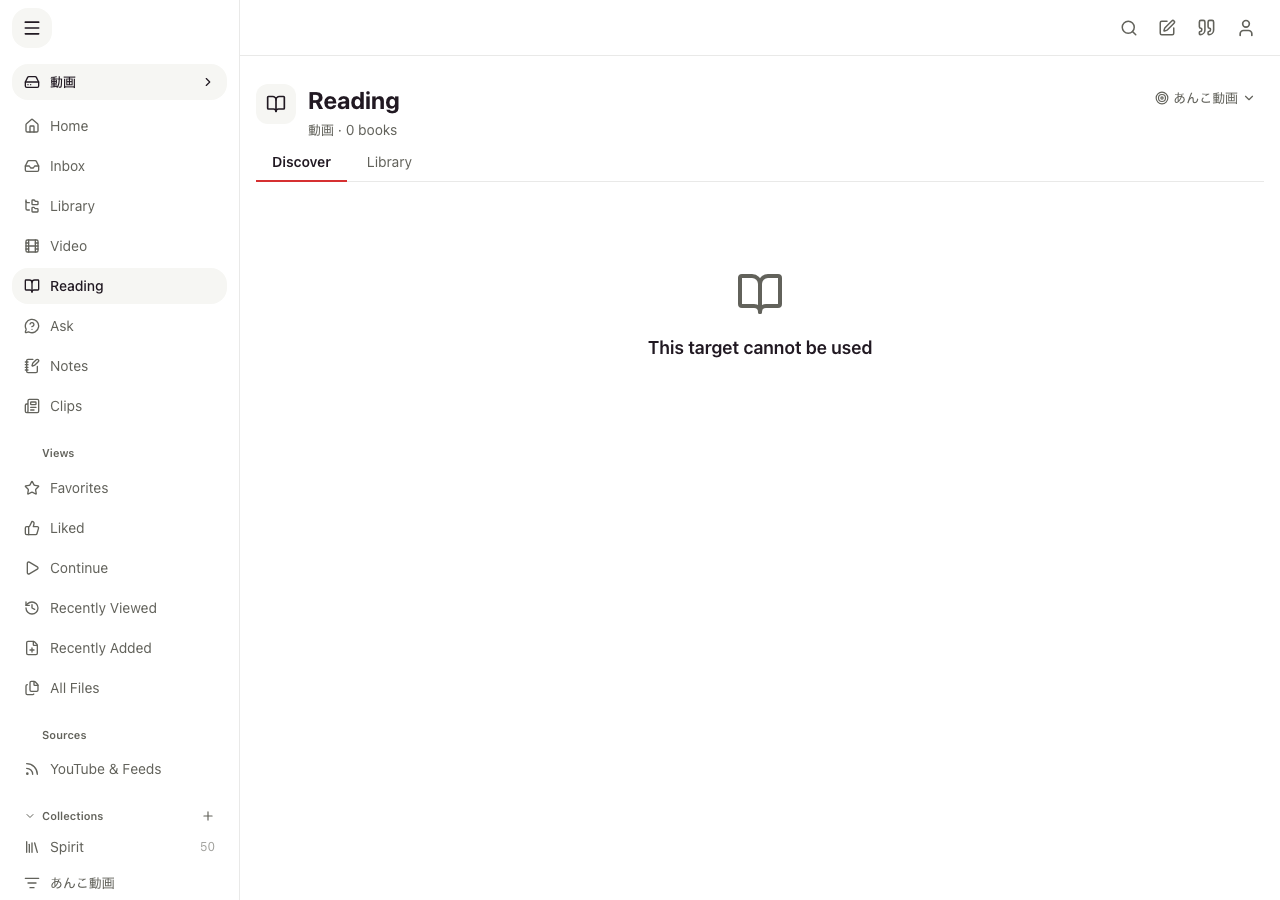 動画
Home
Inbox
Library
Video
Reading
Ask
Notes
Clips
Views
Favorites
Liked
Continue
Recently Viewed
Recently Added
All Files
Sources
YouTube & Feeds
Collections
Spirit 50
あんこ動画
Reading
動画 · 0 books
あんこ動画
Discover Library
This target cannot be used